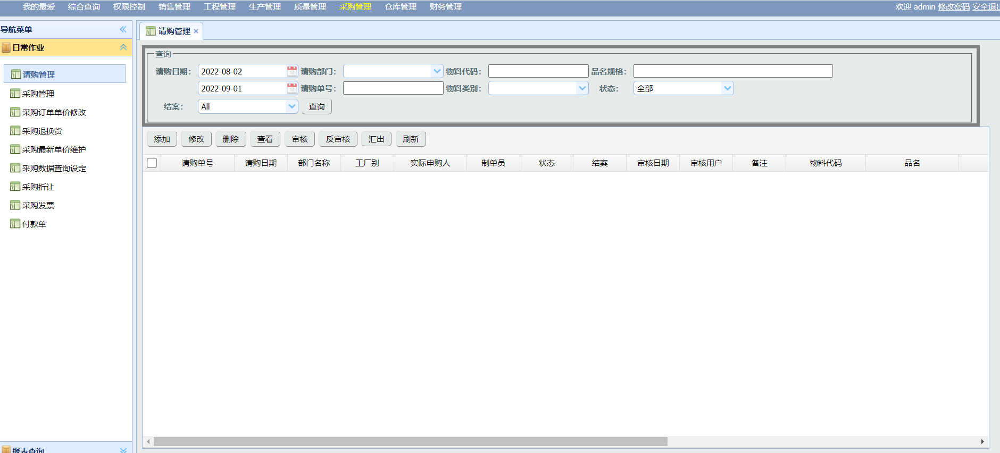 我的最爱 综合查询 权限控制 销售管理 工程管理 生产管理 质量管理 采购管理 仓库管理 财务管理 欢迎 admin 修改密码 安全退出
导航菜单
日常作业
请购管理
采购管理
采购订单单价修改
采购退换货
采购最新单价维护
采购数据查询设定
采购折让
采购发票
付款单
报表查询
请购管理 ×
查询
请购日期： 2022-08-02 请购部门： 物料代码： 品名规格：
2022-09-01 请购单号： 物料类别： 状态： 全部
结案： All 查询
添加 修改 删除 查看 审核 反审核 汇出 刷新
请购单号 请购日期 部门名称 工厂别 实际申购人 制单员 状态 结案 审核日期 审核用户 备注 物料代码 品名